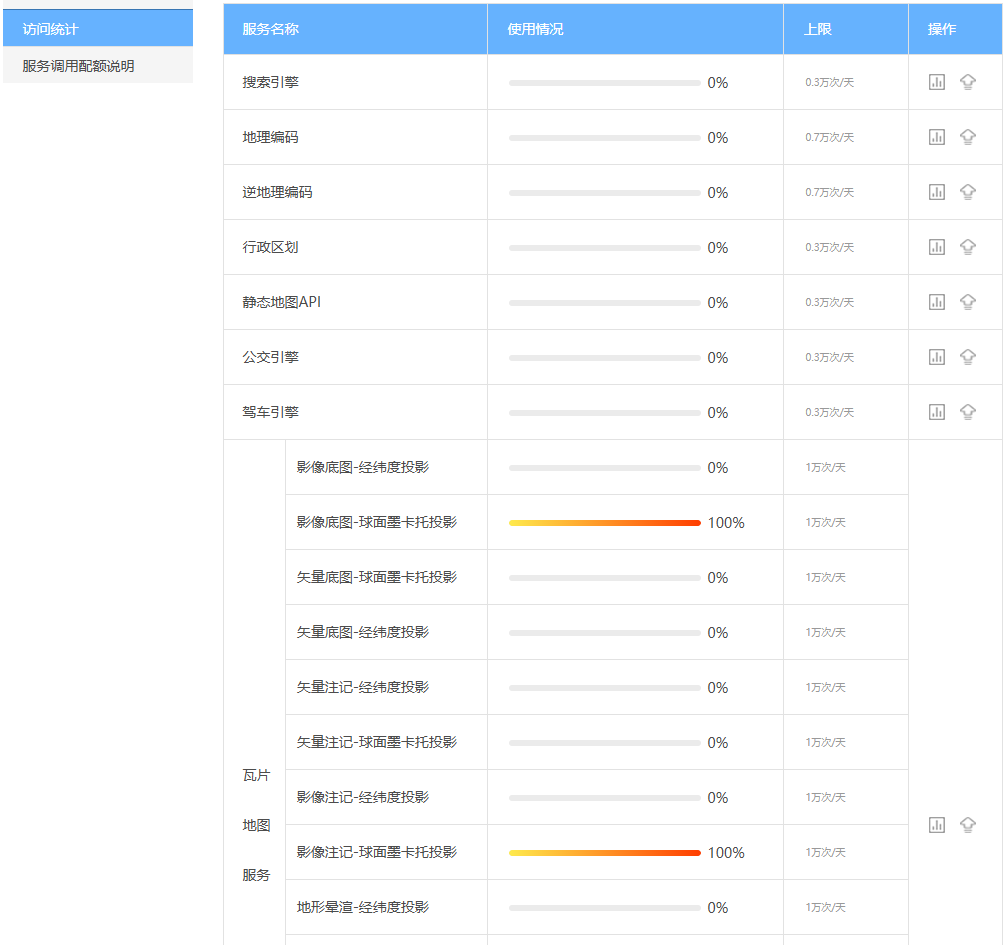 访问统计
服务调用配额说明
服务名称 使用情况 上限 操作
搜索引擎 0% 0.3万次/天
地理编码 0% 0.7万次/天
逆地理编码 0% 0.7万次/天
行政区划 0% 0.3万次/天
静态地图API 0% 0.3万次/天
公交引擎 0% 0.3万次/天
驾车引擎 0% 0.3万次/天
瓦片
地图
服务
影像底图-经纬度投影 0% 1万次/天
影像底图-球面墨卡托投影 100% 1万次/天
矢量底图-球面墨卡托投影 0% 1万次/天
矢量底图-经纬度投影 0% 1万次/天
矢量注记-经纬度投影 0% 1万次/天
矢量注记-球面墨卡托投影 0% 1万次/天
影像注记-经纬度投影 0% 1万次/天
影像注记-球面墨卡托投影 100% 1万次/天
地形晕渲-经纬度投影 0% 1万次/天